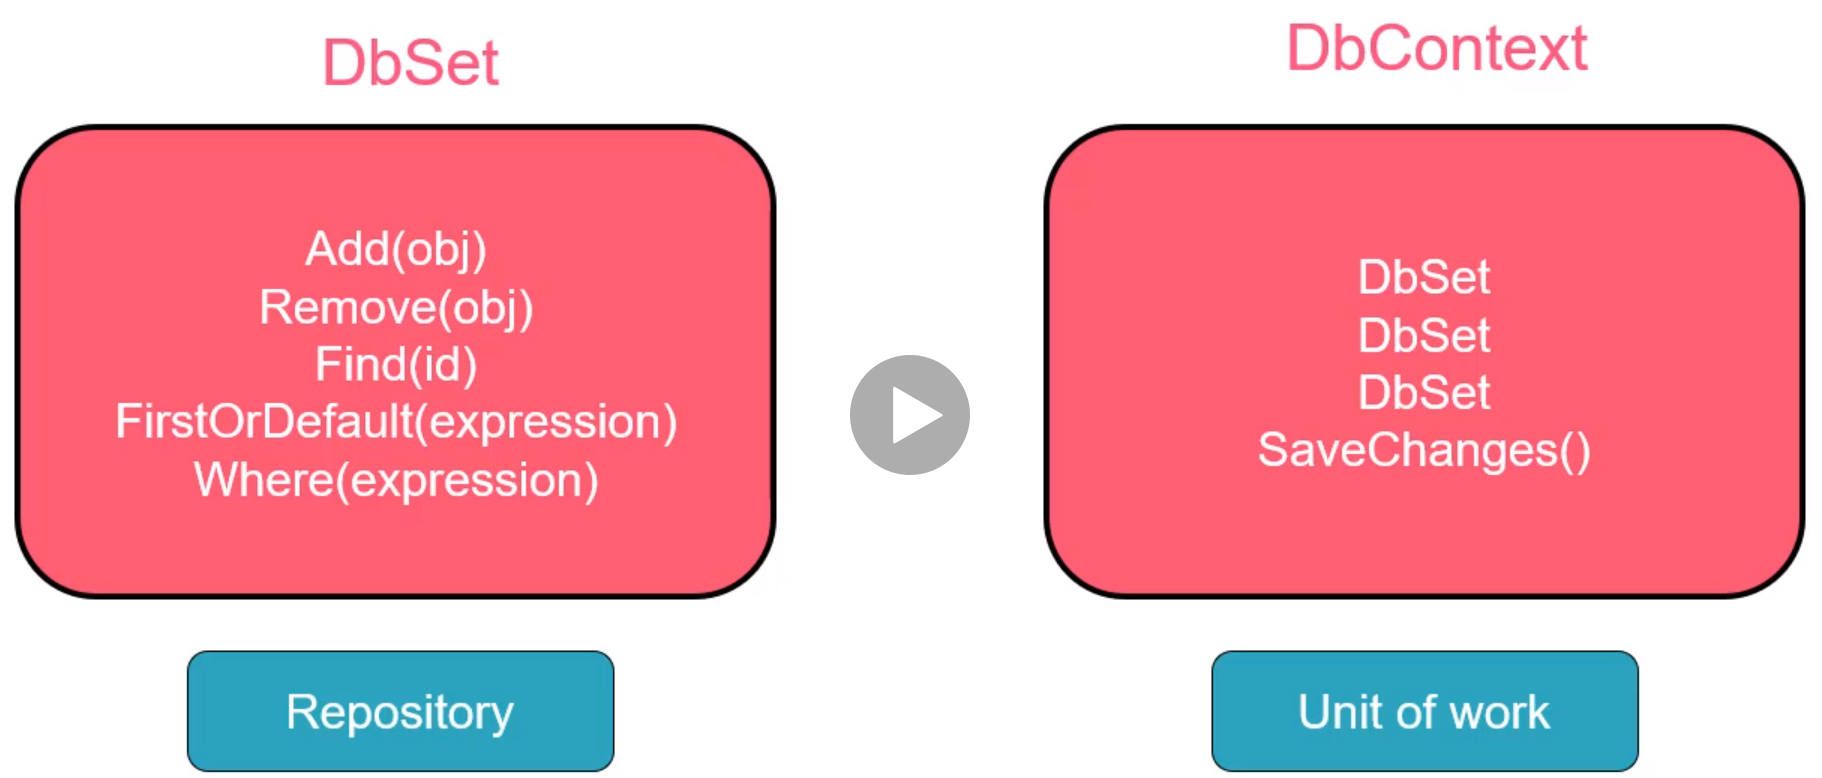 DbSet
Add(obj)
Remove(obj)
Find(id)
FirstOrDefault(expression)
Where(expression)
Repository
DbContext
DbSet
DbSet
DbSet
SaveChanges()
Unit of work